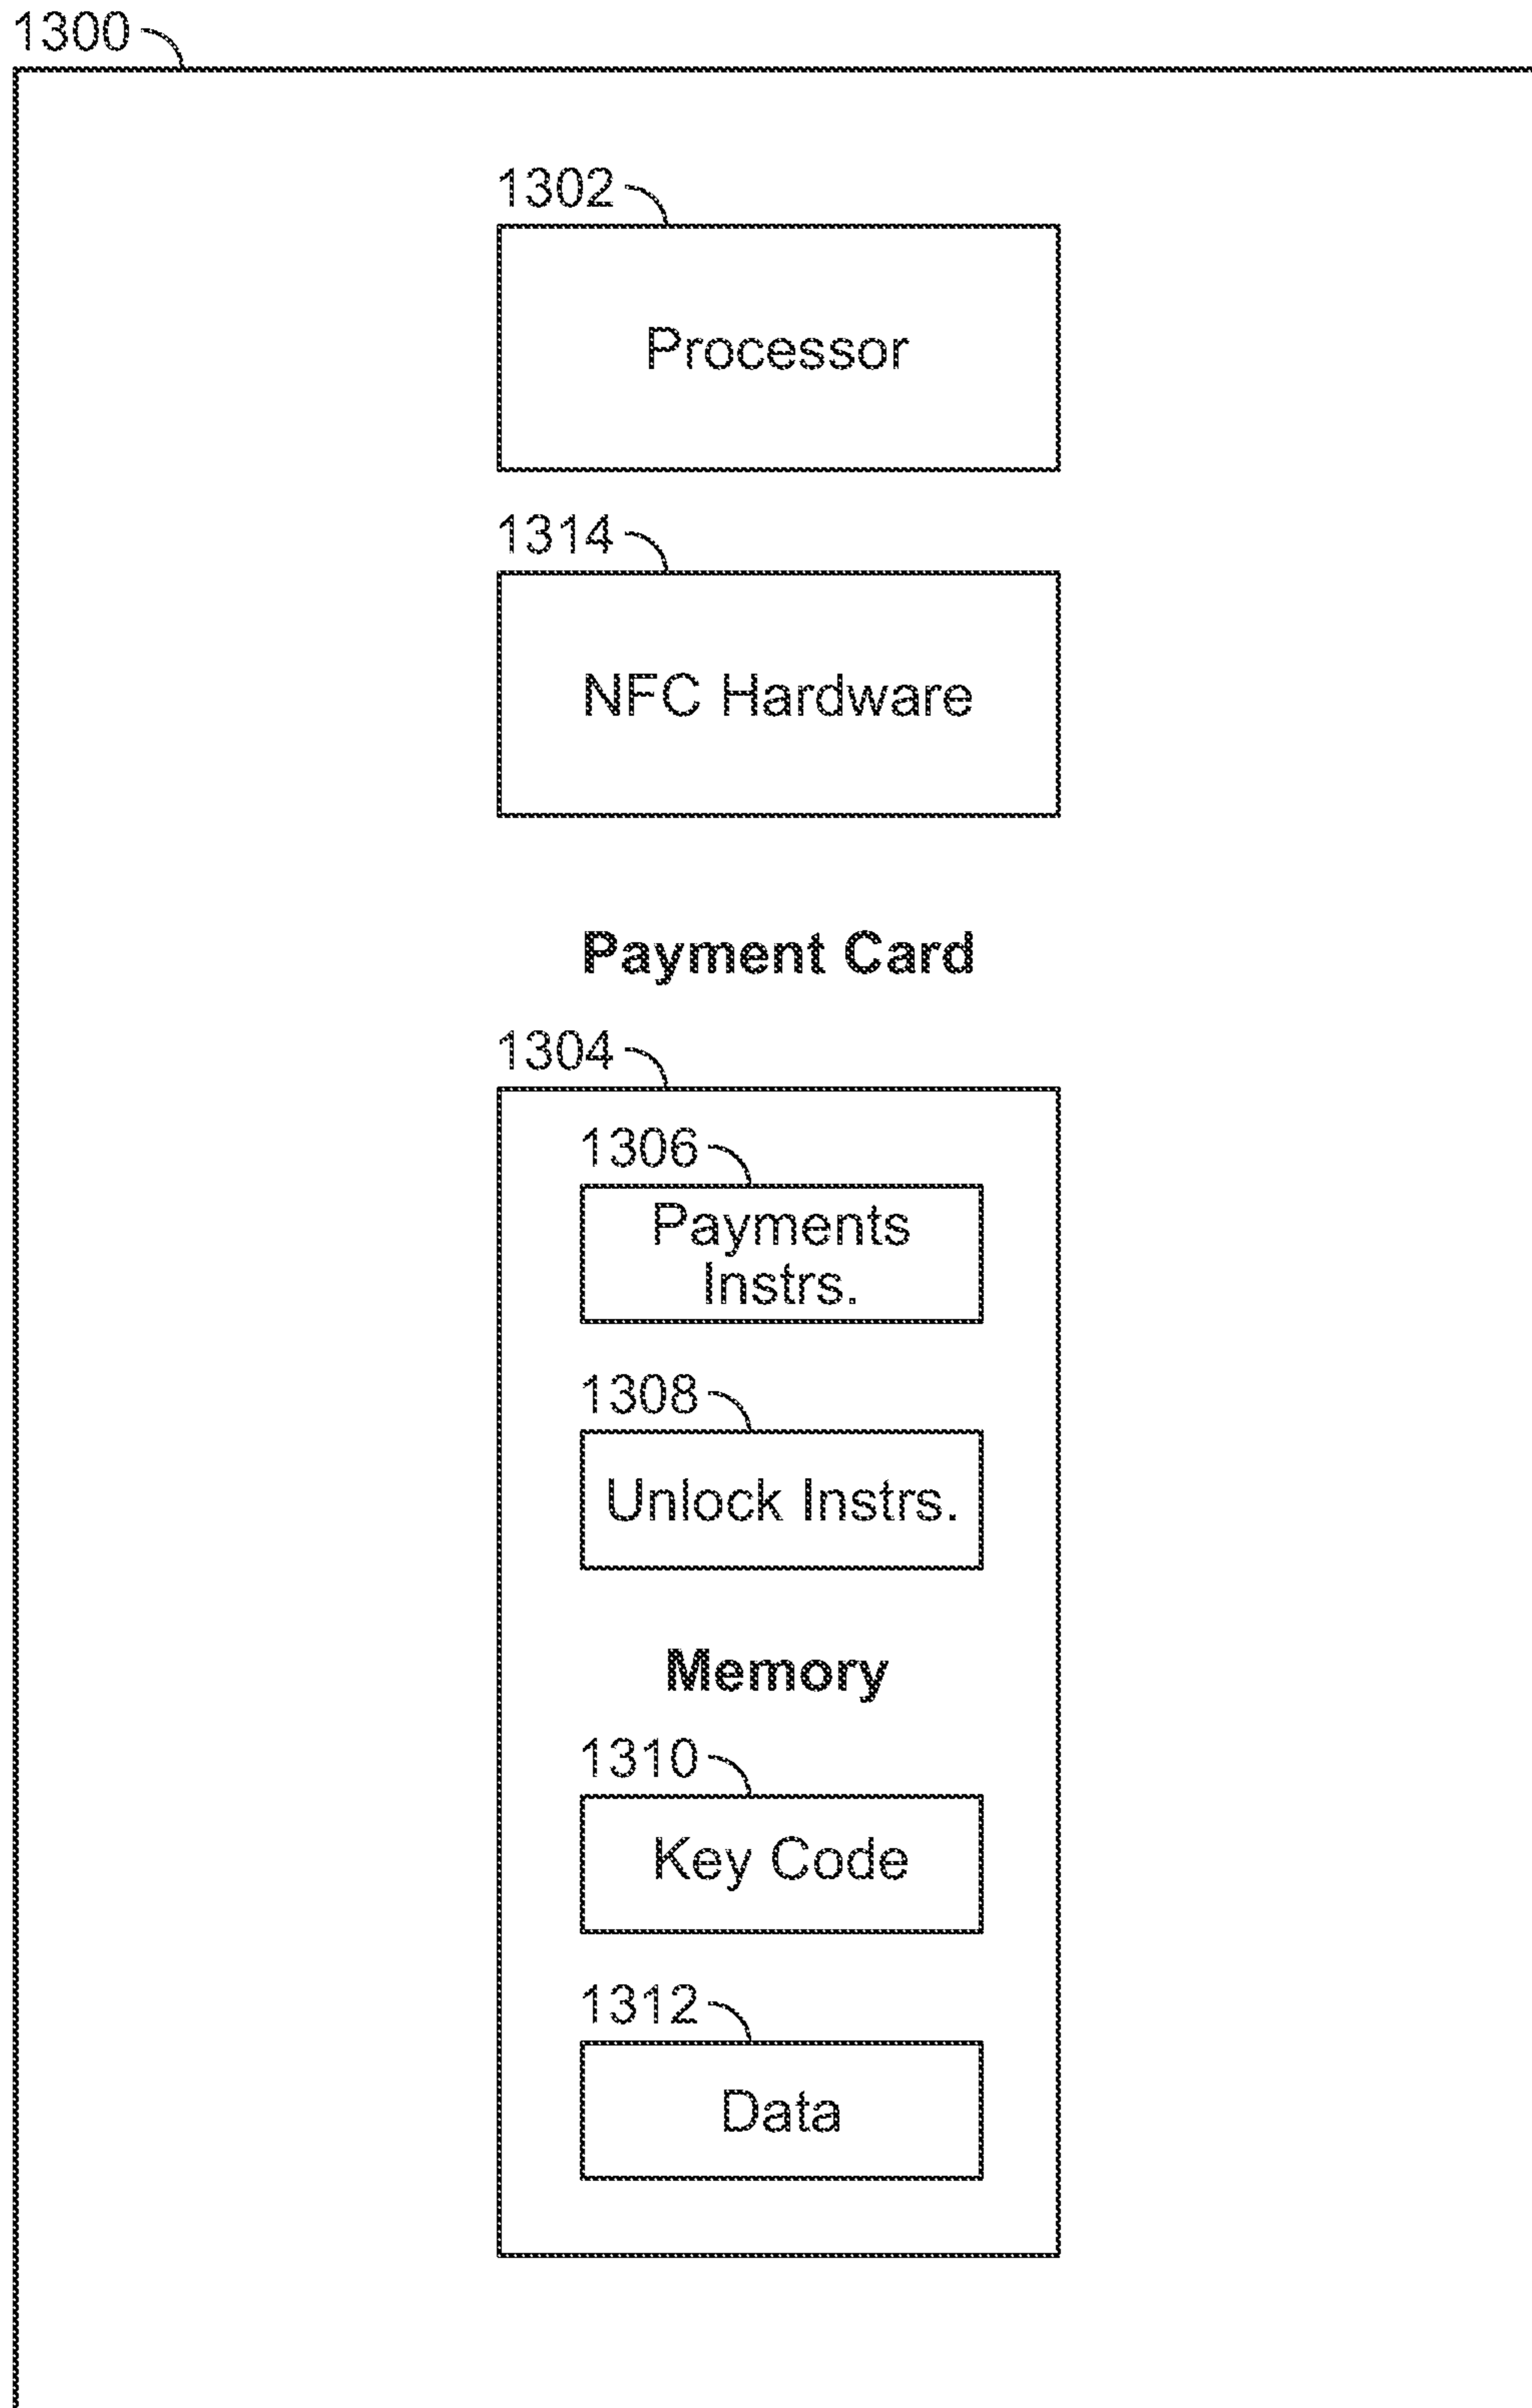 1300
1302
Processor
1314
NFC Hardware
Payment Card
1304
1306
Payments
Instrs.
1308
Unlock Instrs.
Memory
1310
Key Code
1312
Data